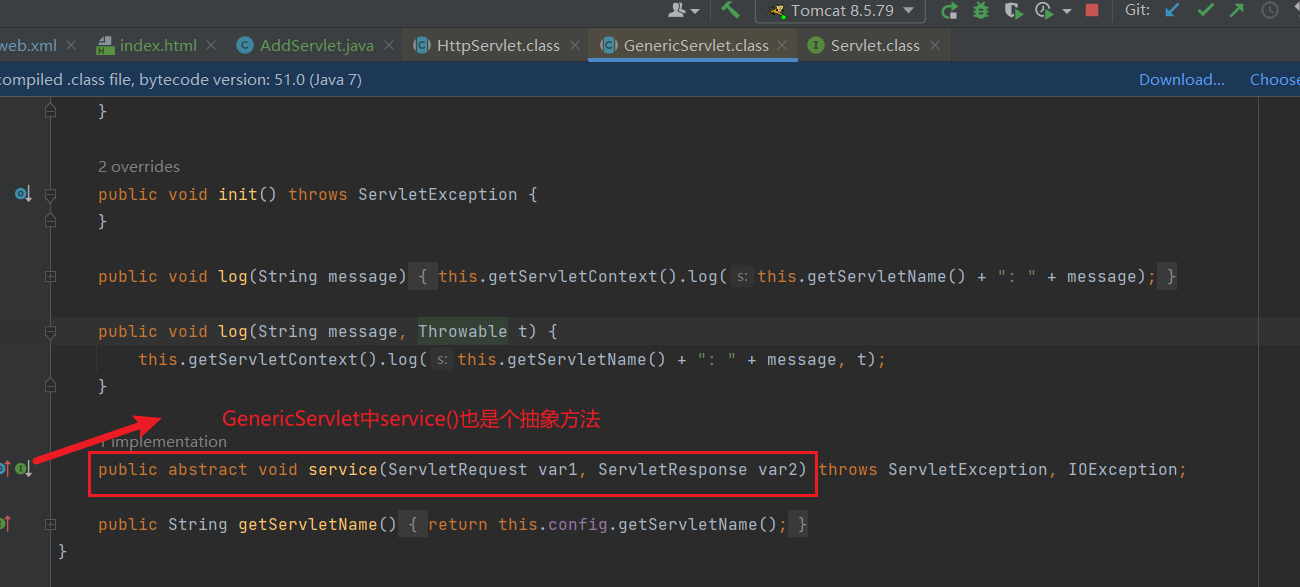 Tomcat 8.5.79 Git:
web.xml index.html AddServlet.java HttpServlet.class GenericServlet.class Servlet.class
compiled .class file, bytecode version: 51.0 (Java 7) Download... Choose
}
2 overrides
public void init() throws ServletException {
}
public void log(String message) { this.getServletContext().log( s: this.getServletName() + ": " + message); }
public void log(String message, Throwable t) {
this.getServletContext().log( s: this.getServletName() + ": " + message, t);
}
GenericServlet中service()也是个抽象方法
1 implementation
public abstract void service(ServletRequest var1, ServletResponse var2) throws ServletException, IOException;
public String getServletName() { return this.config.getServletName(); }
}